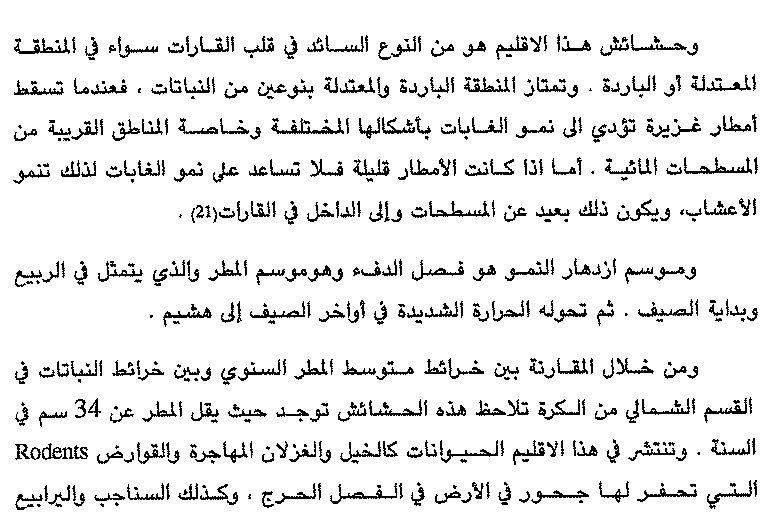 وحشائش هذا الاقليم هو من النوع السائد في قلب القارات سواء في المنطقة
المعتدلة أو الباردة . وتمتاز المنطقة الباردة والمعتدلة بنوعين من النباتات ، فعندما تسقط
أمطار غزيرة تؤدي الى نمو الغابات بأشكالها المختلفة وخاصة المناطق القريبة من
المسطحات المائية . أما اذا كانت الأمطار قليلة فلا تساعد على نمو الغابات لذلك تنمو
الأعشاب، ويكون ذلك بعيد عن المسطحات وإلى الداخل في القارات(21) .
وموسم ازدهار النمو هو فصل الدفء وهوموسم المطر والذي يتمثل في الربيع
وبداية الصيف . ثم تحوله الحرارة الشديدة في أواخر الصيف إلى هشيم .
ومن خلال المقارنة بين خرائط متوسط المطر السنوي وبين خرائط النباتات في
القسم الشمالي من الكرة تلاحظ هذه الحشائش توجد حيث يقل المطر عن 34 سم في
السنة . وتنتشر في هذا الاقليم الحيوانات كالخيل والغزلان المهاجرة والقوارض Rodents
التي تحفر لها جحور في الأرض في الفصل الحرج ، وكذلك السناجب واليرابيع